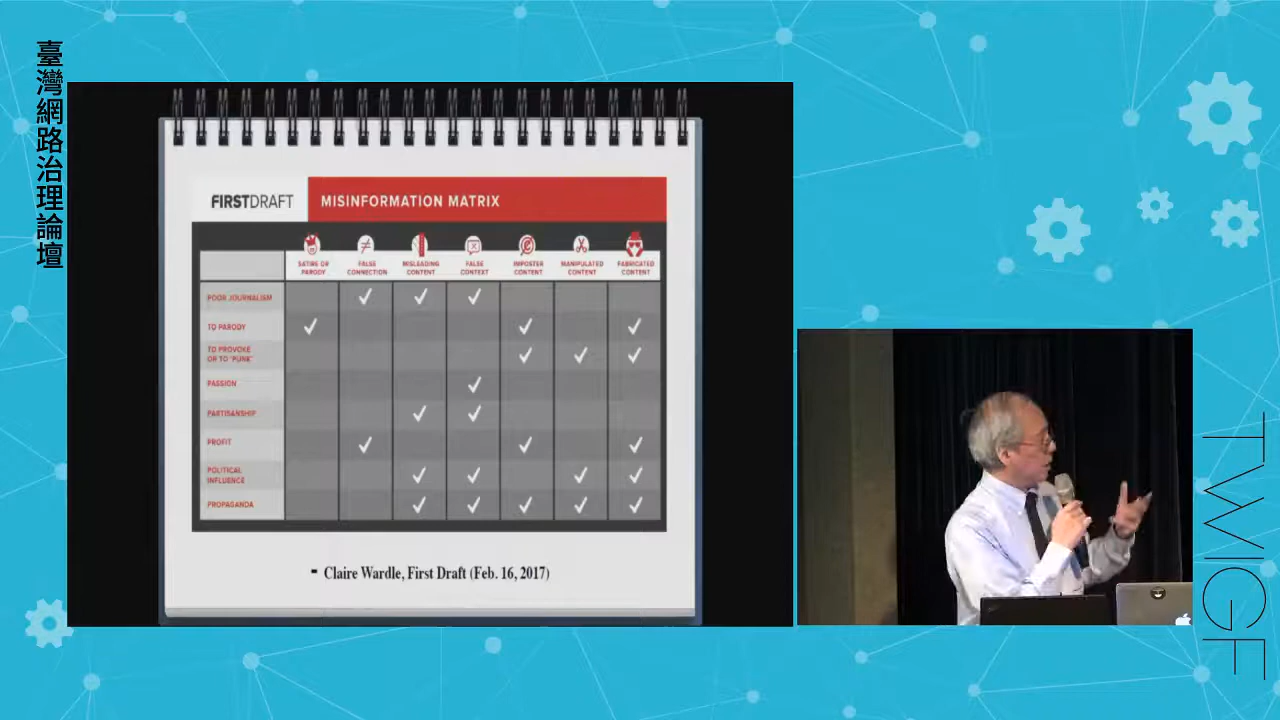 臺灣網路治理論壇
FIRSTDRAFT
MISINFORMATION MATRIX
SATIRE OR
PARODY
FALSE
CONNECTION
MISLEADING
CONTENT
FALSE
CONTEXT
IMPOSTER
CONTENT
MANIPULATED
CONTENT
FABRICATED
CONTENT
POOR JOURNALISM
TO PARODY
TO PROVOKE
OR TO 'PUNK'
PASSION
PARTISANSHIP
PROFIT
POLITICAL
INFLUENCE
PROPAGANDA
- Claire Wardle, First Draft (Feb. 16, 2017)
TWIGF